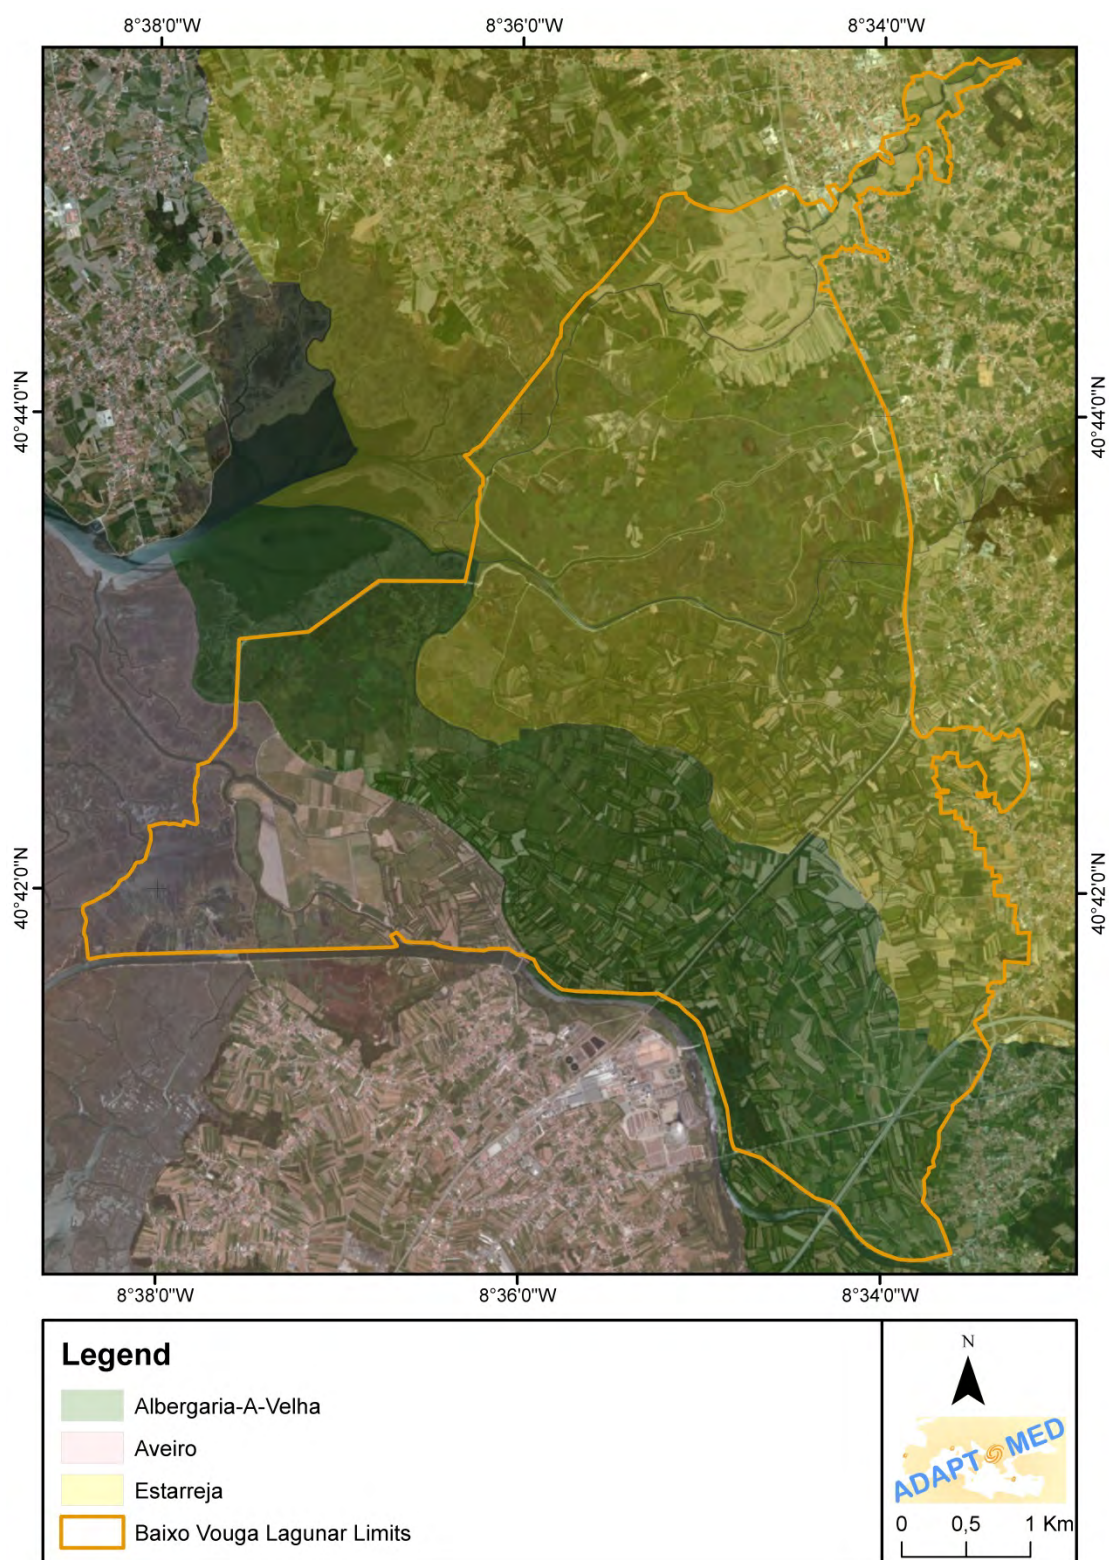 8°38'0"W 8°36'0"W 8°34'0"W
40°44'0"N 40°44'0"N
40°42'0"N 40°42'0"N
8°38'0"W 8°36'0"W 8°34'0"W
Legend
Albergaria-A-Velha
Aveiro
Estarreja
Baixo Vouga Lagunar Limits
N
ADAPT MED
0 0,5 1 Km